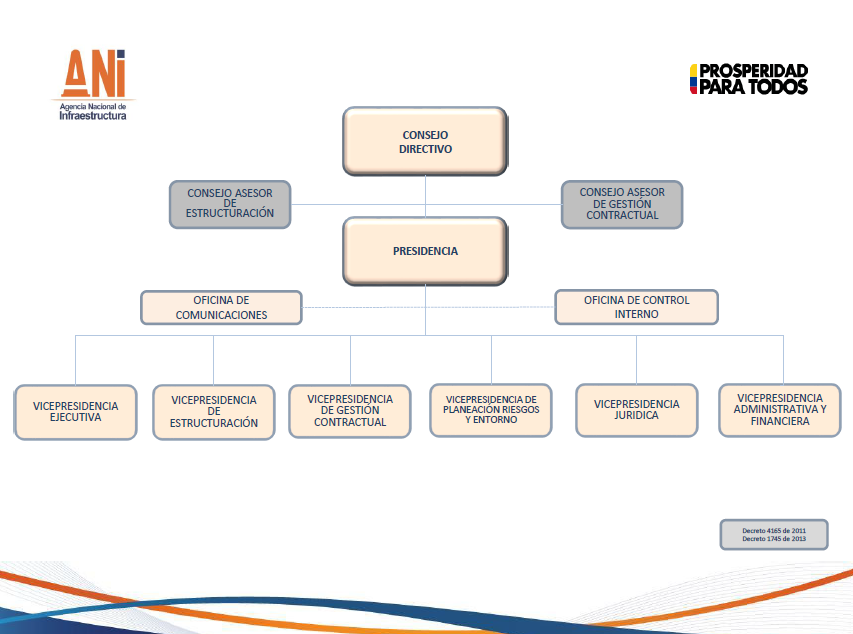 ANi
Agencia Nacional de
Infraestructura
PROSPERIDAD
PARA TODOS
CONSEJO
DIRECTIVO
CONSEJO ASESOR
DE
ESTRUCTURACIÓN
CONSEJO ASESOR
DE GESTIÓN
CONTRACTUAL
PRESIDENCIA
OFICINA DE
COMUNICACIONES
OFICINA DE CONTROL
INTERNO
VICEPRESIDENCIA
EJECUTIVA
VICEPRESIDENCIA
DE
ESTRUCTURACIÓN
VICEPRESIDENCIA
DE GESTIÓN
CONTRACTUAL
VICEPRESIDENCIA DE
PLANEACIÓN RIESGOS
Y ENTORNO
VICEPRESIDENCIA
JURIDICA
VICEPRESIDENCIA
ADMINISTRATIVA Y
FINANCIERA
Decreto 4165 de 2011
Decreto 1745 de 2013